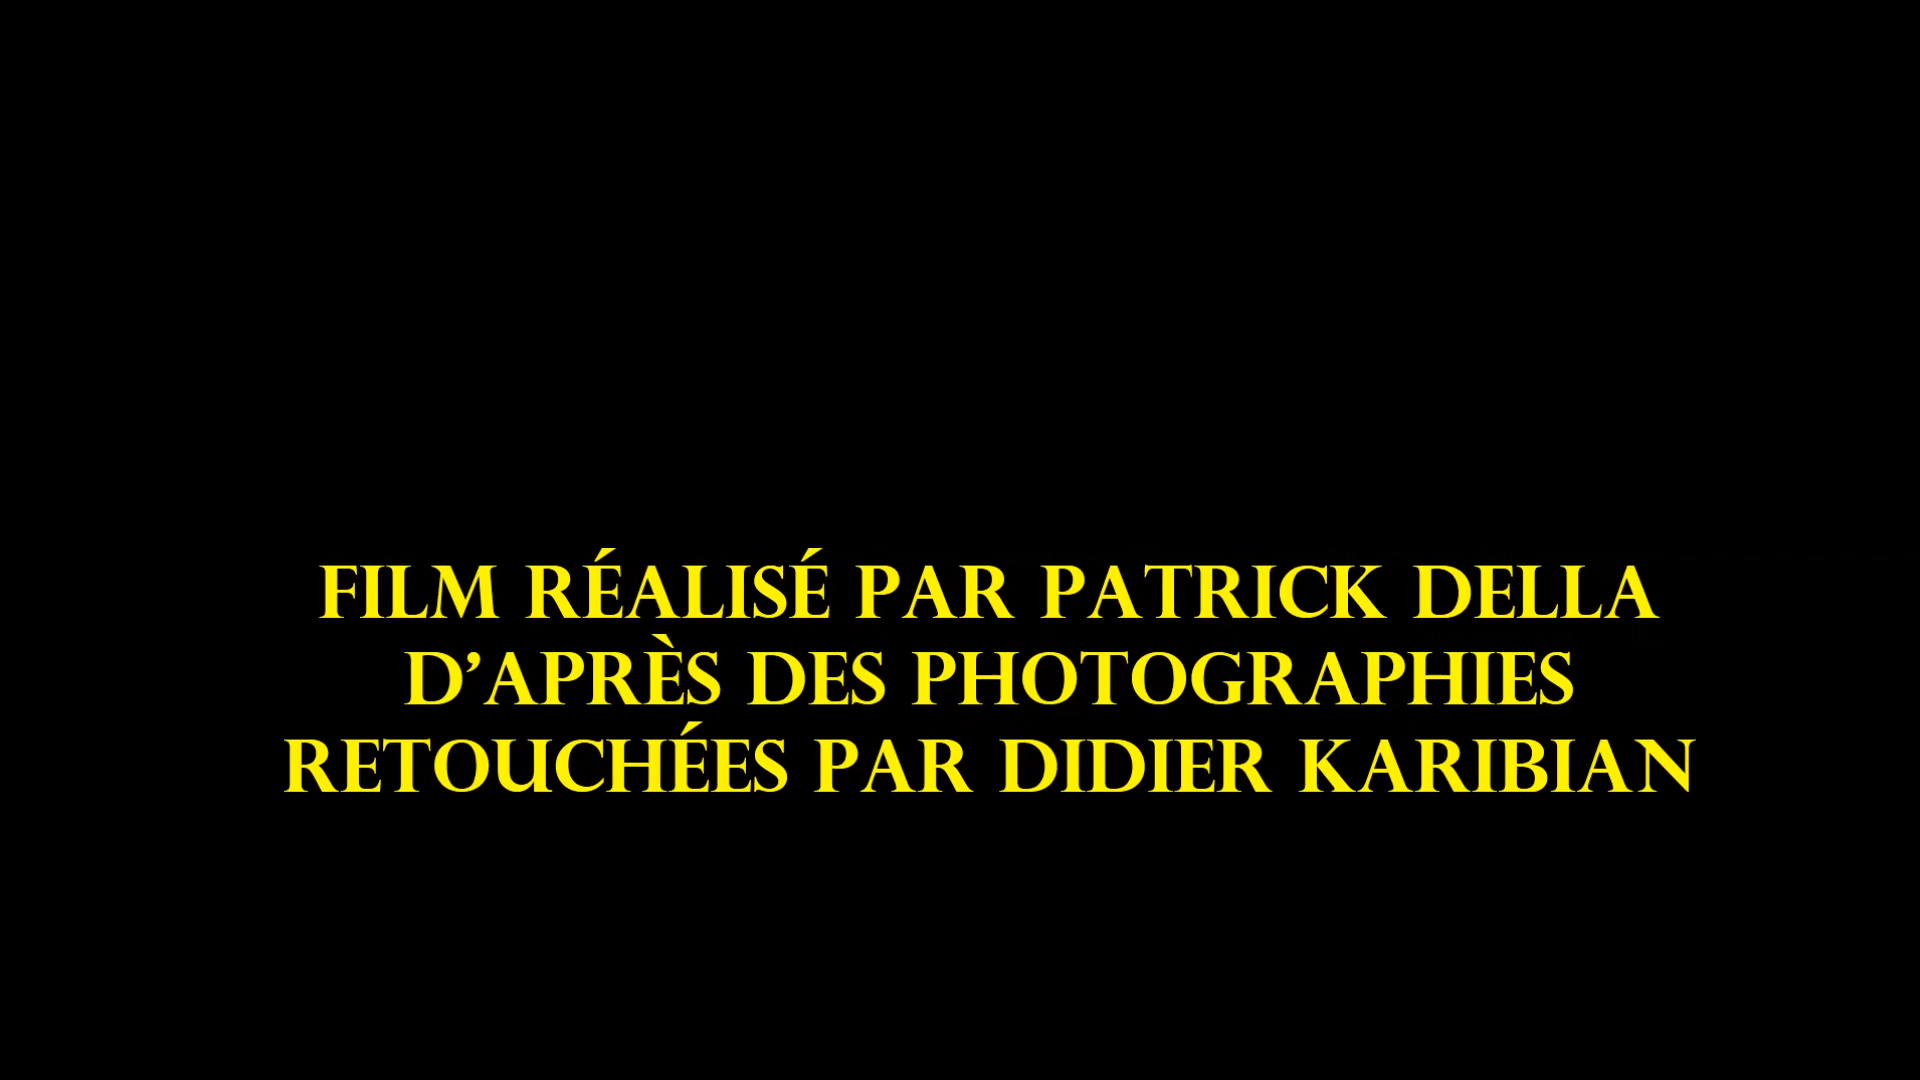 FILM RÉALISÉ PAR PATRICK DELLA
D’APRÈS DES PHOTOGRAPHIES
RETOUCHÉES PAR DIDIER KARIBIAN